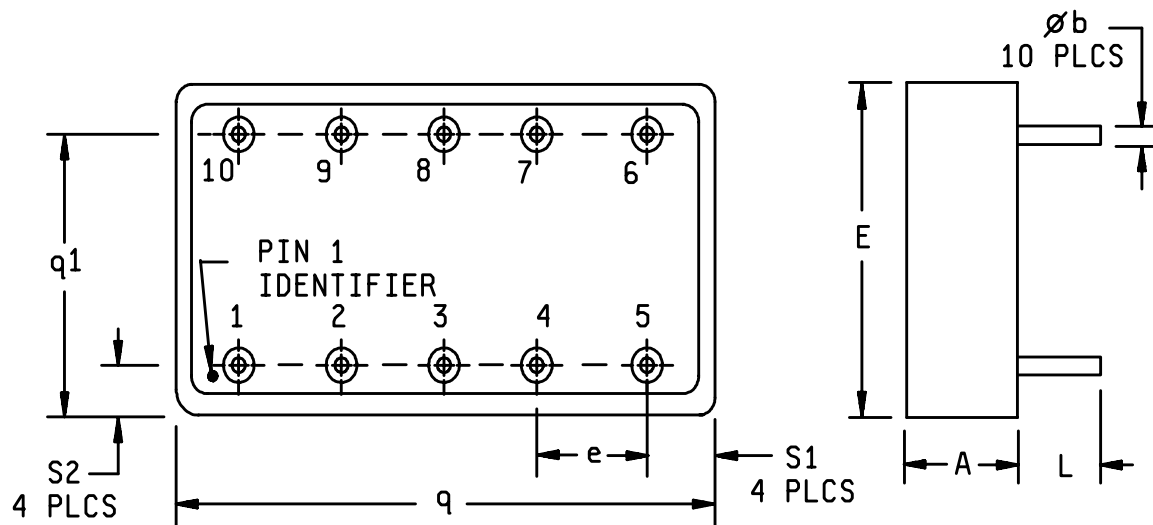 Øb
10 PLCS
10 9 8 7 6
q1
E
PIN 1
IDENTIFIER
1 2 3 4 5
e
S1
4 PLCS
A
L
S2
4 PLCS
q